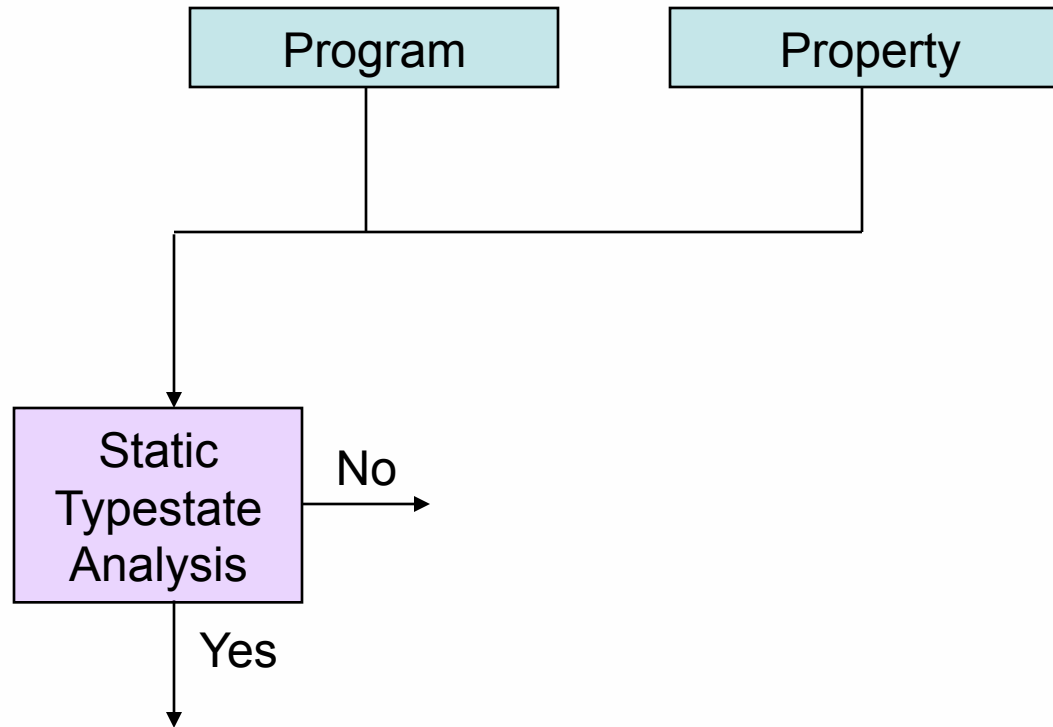 Program
Property
Static
Typestate
Analysis
No
Yes